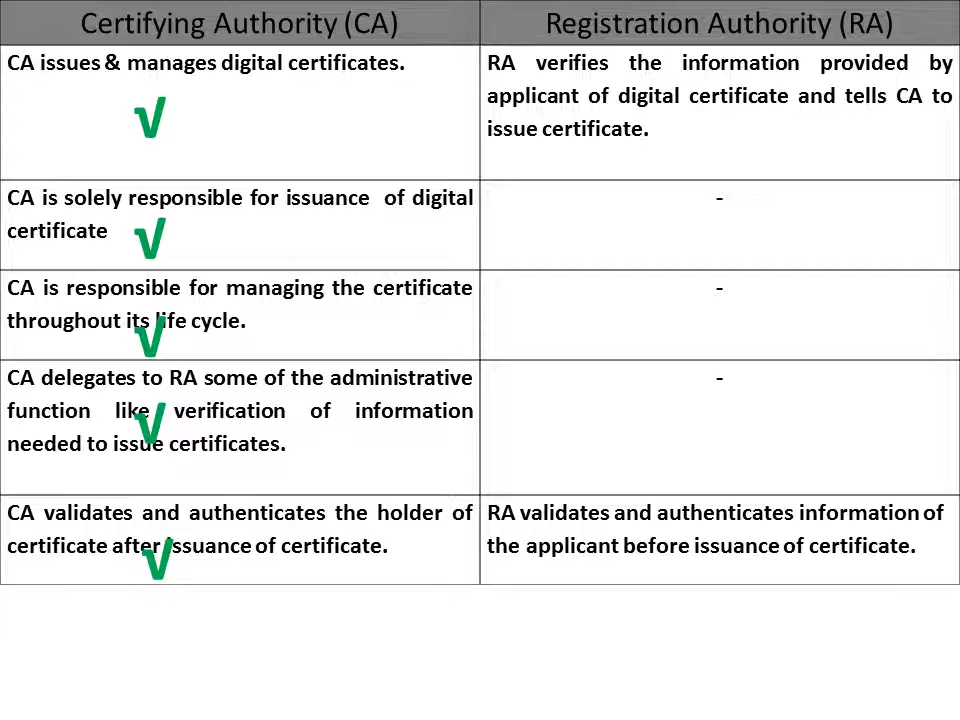 Certifying Authority (CA)
Registration Authority (RA)
CA issues & manages digital certificates.
√
RA verifies the information provided by
applicant of digital certificate and tells CA to
issue certificate.
CA is solely responsible for issuance of digital
certificate
√
-
CA is responsible for managing the certificate
throughout its life cycle.
√
-
CA delegates to RA some of the administrative
function like verification of information
needed to issue certificates.
√
-
CA validates and authenticates the holder of
certificate after issuance of certificate.
√
RA validates and authenticates information of
the applicant before issuance of certificate.